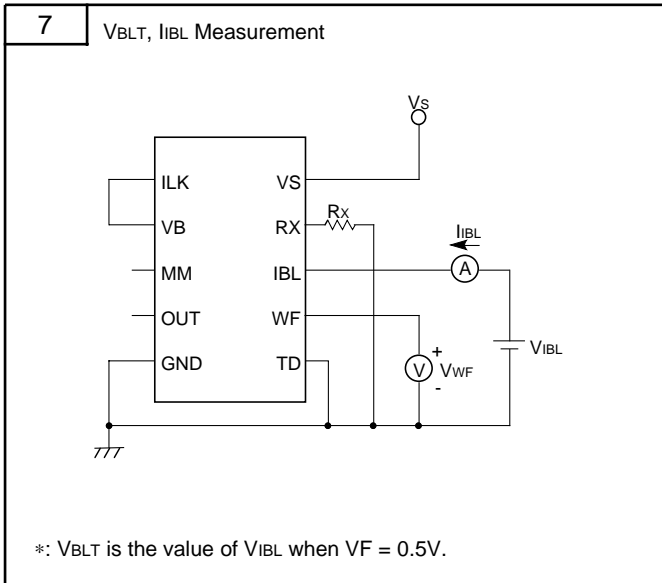 7
VBLT, IIBL Measurement
VS
ILK
VS
VB
RX
RX
IIBL
MM
IBL
A
OUT
WF
GND
TD
V
+
-
VWF
VIBL
*: VBLT is the value of VIBL when VF = 0.5V.